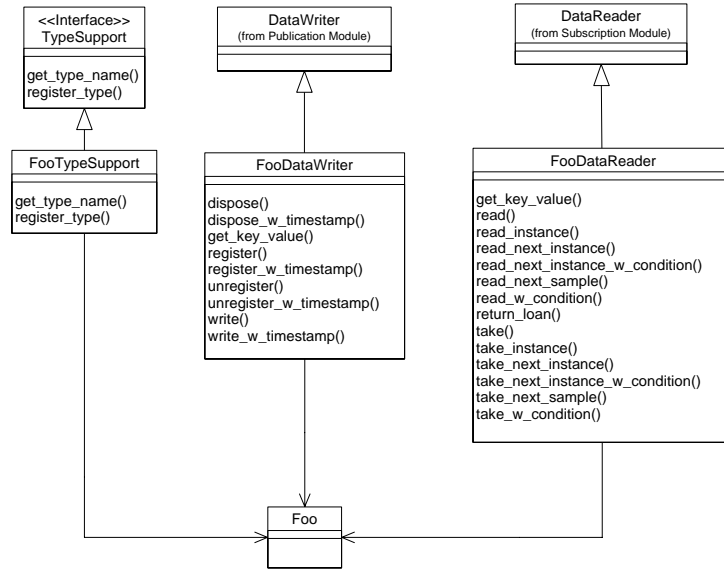 <<Interface>>
TypeSupport
get_type_name()
register_type()
DataWriter
(from Publication Module)
DataReader
(from Subscription Module)
FooTypeSupport
get_type_name()
register_type()
FooDataWriter
dispose()
dispose_w_timestamp()
get_key_value()
register()
register_w_timestamp()
unregister()
unregister_w_timestamp()
write()
write_w_timestamp()
FooDataReader
get_key_value()
read()
read_instance()
read_next_instance()
read_next_instance_w_condition()
read_next_sample()
read_w_condition()
return_loan()
take()
take_instance()
take_next_instance()
take_next_instance_w_condition()
take_next_sample()
take_w_condition()
Foo